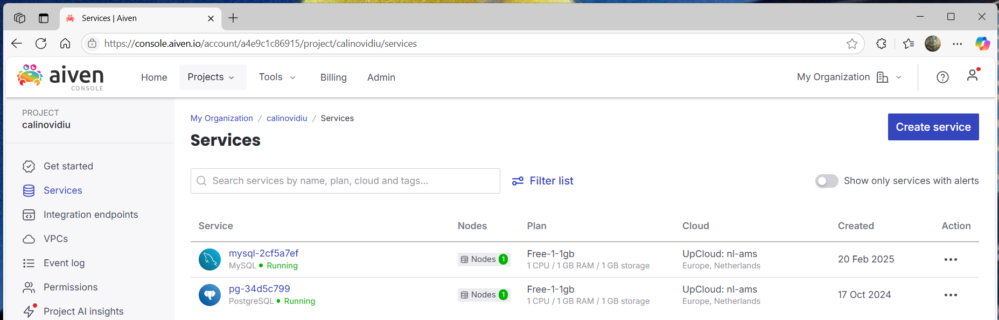 Services | Aiven
https://console.aiven.io/account/a4e9c1c86915/project/calinovidiu/services
aiven
CONSOLE
Home
Projects
Tools
Billing
Admin
My Organization
PROJECT
calinovidiu
Get started
Services
Integration endpoints
VPCs
Event log
Permissions
Project AI insights
My Organization / calinovidiu / Services
Services
Create service
Search services by name, plan, cloud and tags...
Filter list
Show only services with alerts
Service Nodes Plan Cloud Created Action
mysql-2cf5a7ef
MySQL Running
Nodes 1
Free-1-1gb
1 CPU / 1 GB RAM / 1 GB storage
UpCloud: nl-ams
Europe, Netherlands
20 Feb 2025
pg-34d5c799
PostgreSQL Running
Nodes 1
Free-1-1gb
1 CPU / 1 GB RAM / 1 GB storage
UpCloud: nl-ams
Europe, Netherlands
17 Oct 2024